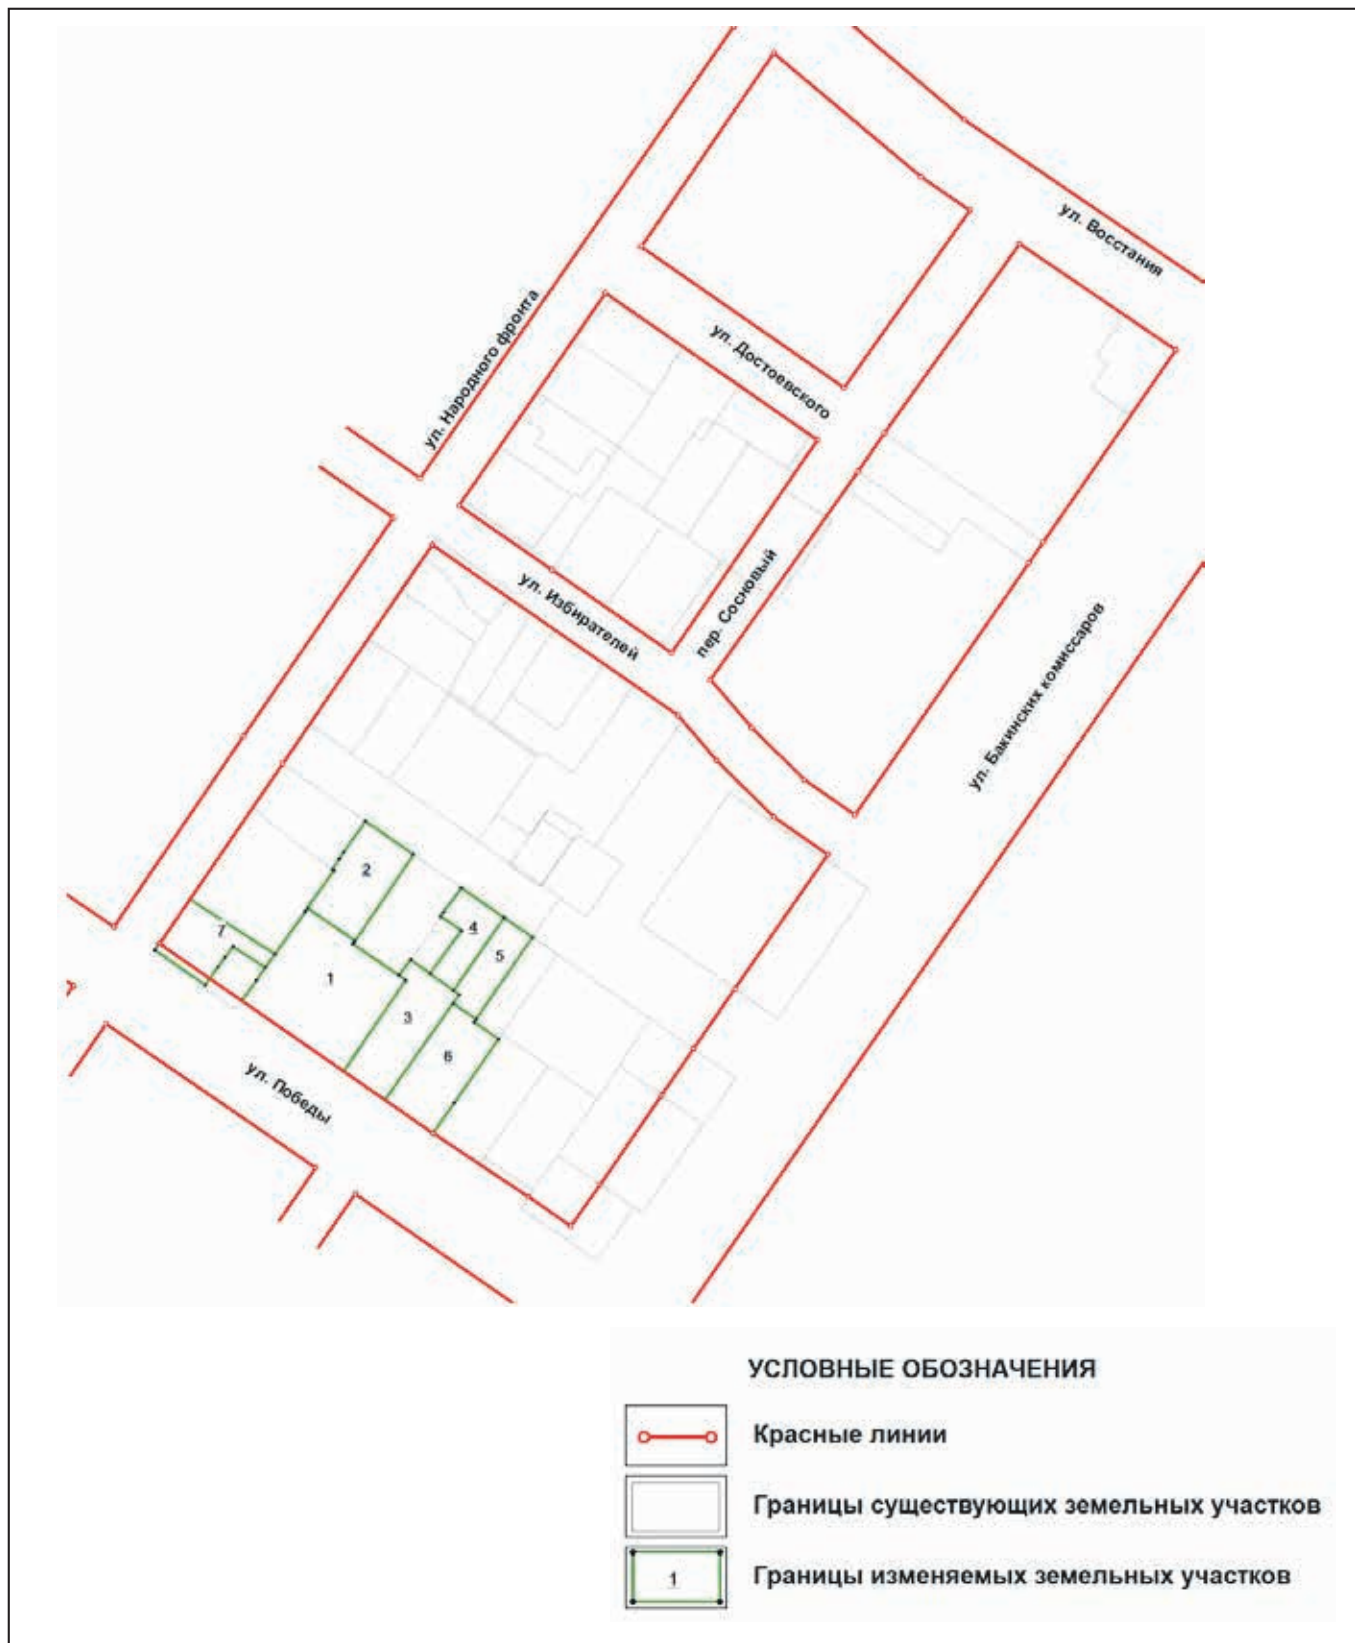 ул. Восстания
ул. Народного фронта
ул. Достоевского
ул. Избирателей
пер. Сосновый
ул. Бакинских комиссаров
2
7
4
5
1
3
6
ул. Победы
УСЛОВНЫЕ ОБОЗНАЧЕНИЯ
Красные линии
Границы существующих земельных участков
1
Границы изменяемых земельных участков